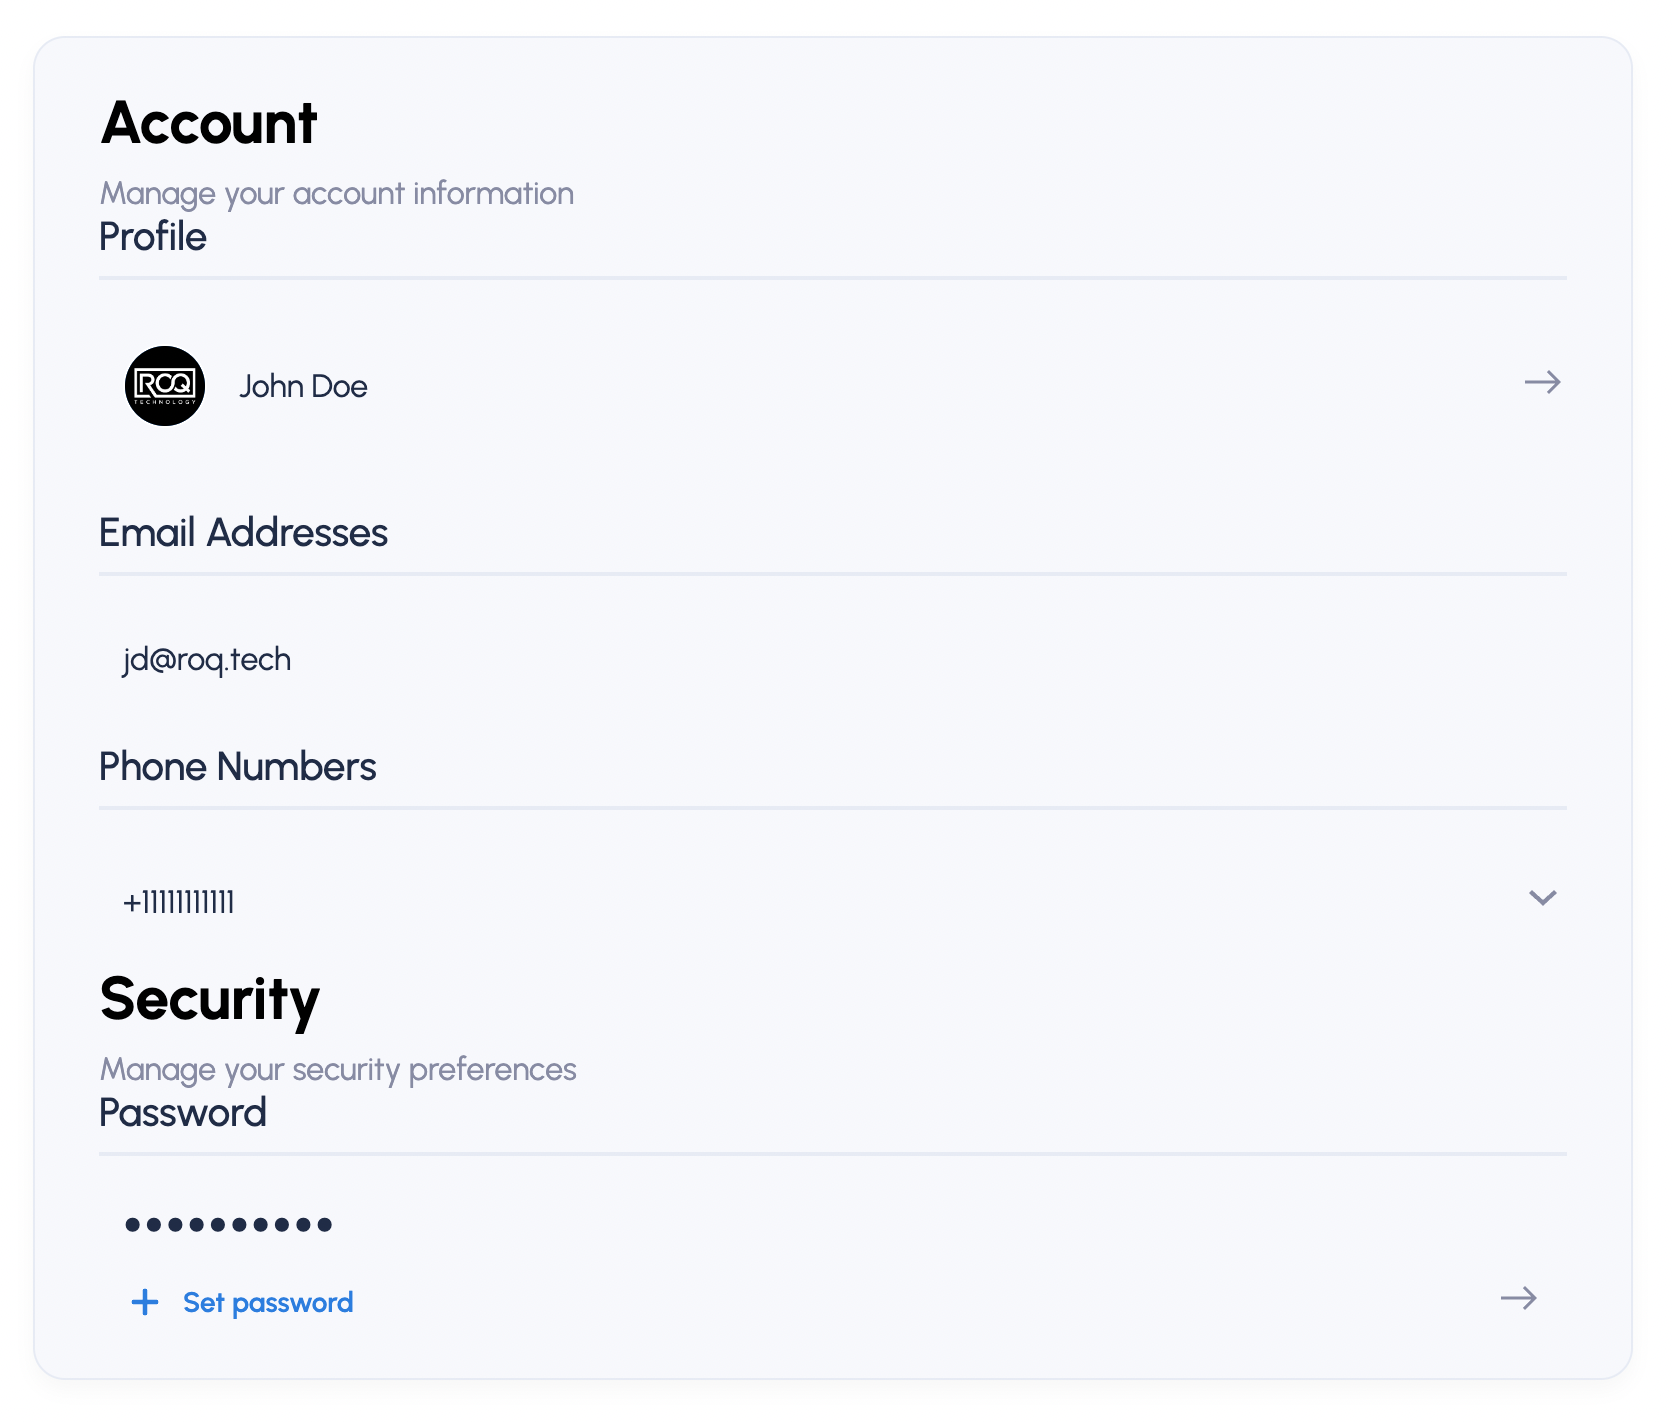 Account
Manage your account information
Profile
ROQ
TECHNOLOGY
John Doe
Email Addresses
jd@roq.tech
Phone Numbers
+11111111111
Security
Manage your security preferences
Password
••••••••••
Set password